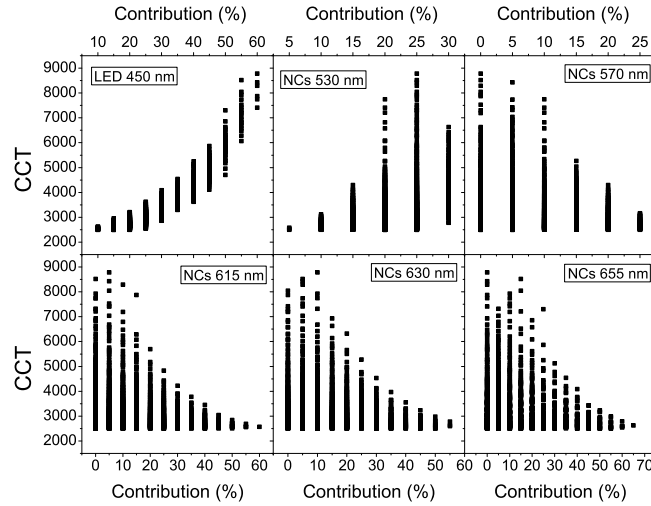 Contribution (%) Contribution (%) Contribution (%)
10 20 30 40 50 60 5 10 15 20 25 30 0 5 10 15 20 25
LED 450 nm
NCs 530 nm
NCs 570 nm
CCT
9000
8000
7000
6000
5000
4000
3000
2000
NCs 615 nm
NCs 630 nm
NCs 655 nm
CCT
9000
8000
7000
6000
5000
4000
3000
2000
0 10 20 30 40 50 60 0 10 20 30 40 50 60 0 10 20 30 40 50 60 70
Contribution (%) Contribution (%) Contribution (%)